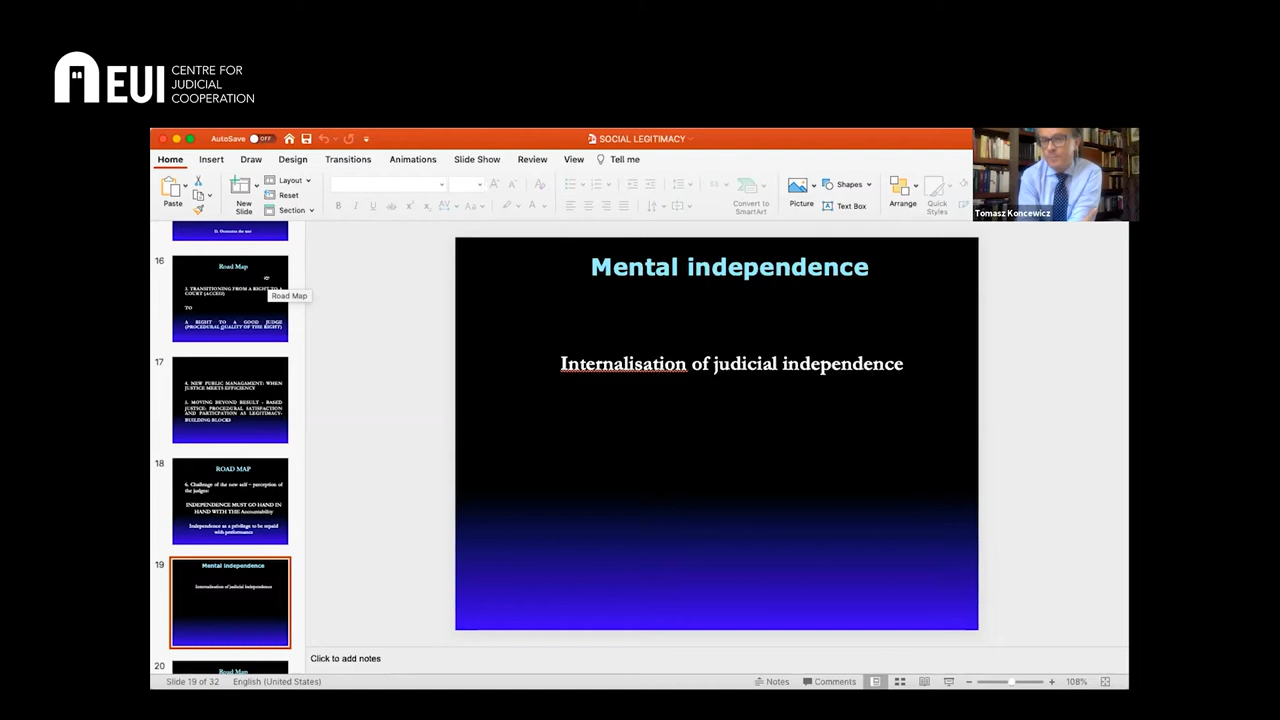 EUI
CENTRE FOR
JUDICIAL
COOPERATION
AutoSave OFF
SOCIAL LEGITIMACY
Home Insert Draw Design Transitions Animations Slide Show Review View Tell me
Paste
New
Slide
Layout
Reset
Section
Convert to
SmartArt
Picture
Shapes
Text Box
Arrange
Quick
Styles
Tomasz Koncewicz
16
Road Map
3. TRANSITIONING FROM A RIGHT TO A
COURT (ACCESS)
TO
A RIGHT TO A GOOD JUDGE
(PROCEDURAL QUALITY OF THE RIGHT)
Road Map
17
4. NEW PUBLIC MANAGAMENT: WHEN
JUSTICE MEETS EFFICIENCY
5. MOVING BEYOND RESULT - BASED
JUSTICE: PROCEDURAL SATISFACTION
AND PARTICPATION AS LEGITIMACY-
BUILDING BLOCKS
18
ROAD MAP
6. Challenge of the new self – perception of
the judges:
INDEPENDENCE MUST GO HAND IN
HAND WITH THE Accountability
Independence as a privilege to be repaid
with performance
19
Mental independence
Internalisation of judicial independence
20
Road Map
Mental independence
Internalisation of judicial independence
Click to add notes
Slide 19 of 32 English (United States) Notes Comments 108%